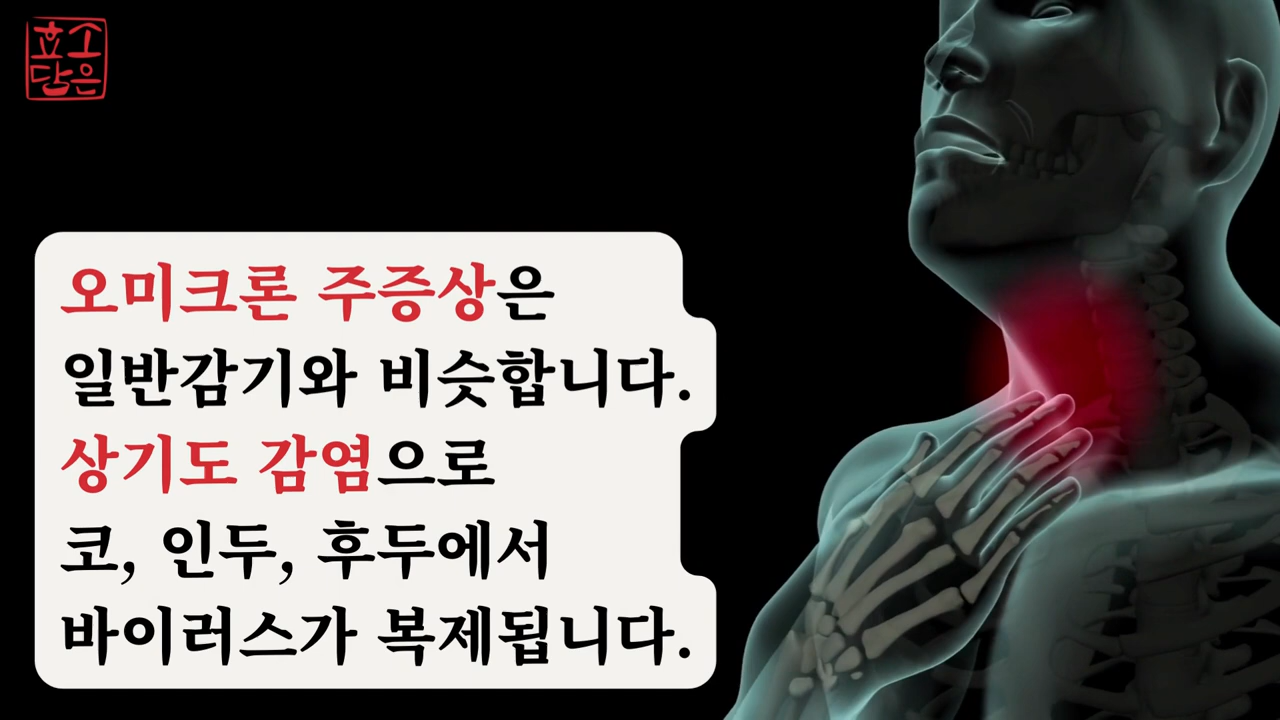 효소
담은
오미크론 주증상은
일반감기와 비슷합니다.
상기도 감염으로
코, 인두, 후두에서
바이러스가 복제됩니다.